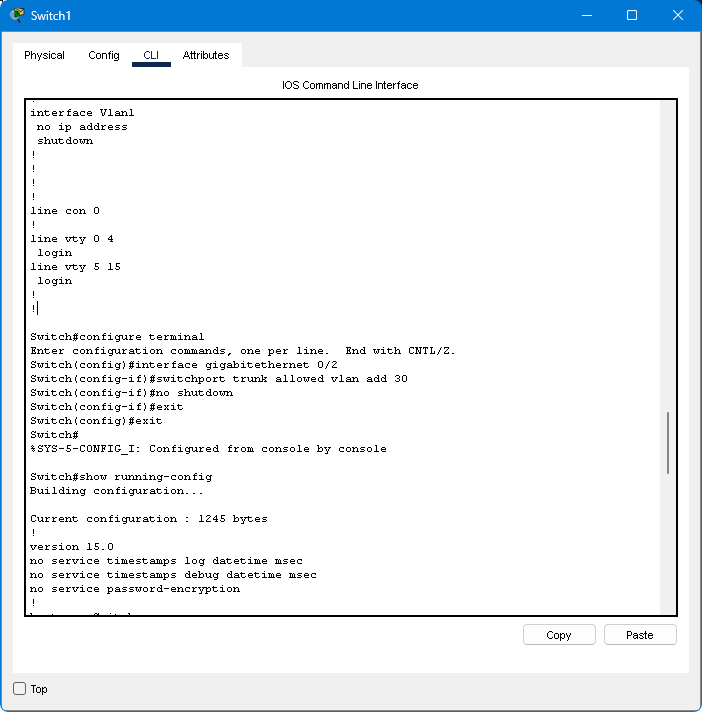 Switch1
Physical Config CLI Attributes
IOS Command Line Interface
interface Vlan1
no ip address
shutdown
!
!
!
!
line con 0
!
line vty 0 4
login
line vty 5 15
login
!
!
Switch#configure terminal
Enter configuration commands, one per line. End with CNTL/Z.
Switch(config)#interface gigabitethernet 0/2
Switch(config-if)#switchport trunk allowed vlan add 30
Switch(config-if)#no shutdown
Switch(config-if)#exit
Switch(config)#exit
Switch#
%SYS-5-CONFIG_I: Configured from console by console
Switch#show running-config
Building configuration...
Current configuration : 1245 bytes
!
version 15.0
no service timestamps log datetime msec
no service timestamps debug datetime msec
no service password-encryption
!
Copy Paste
Top